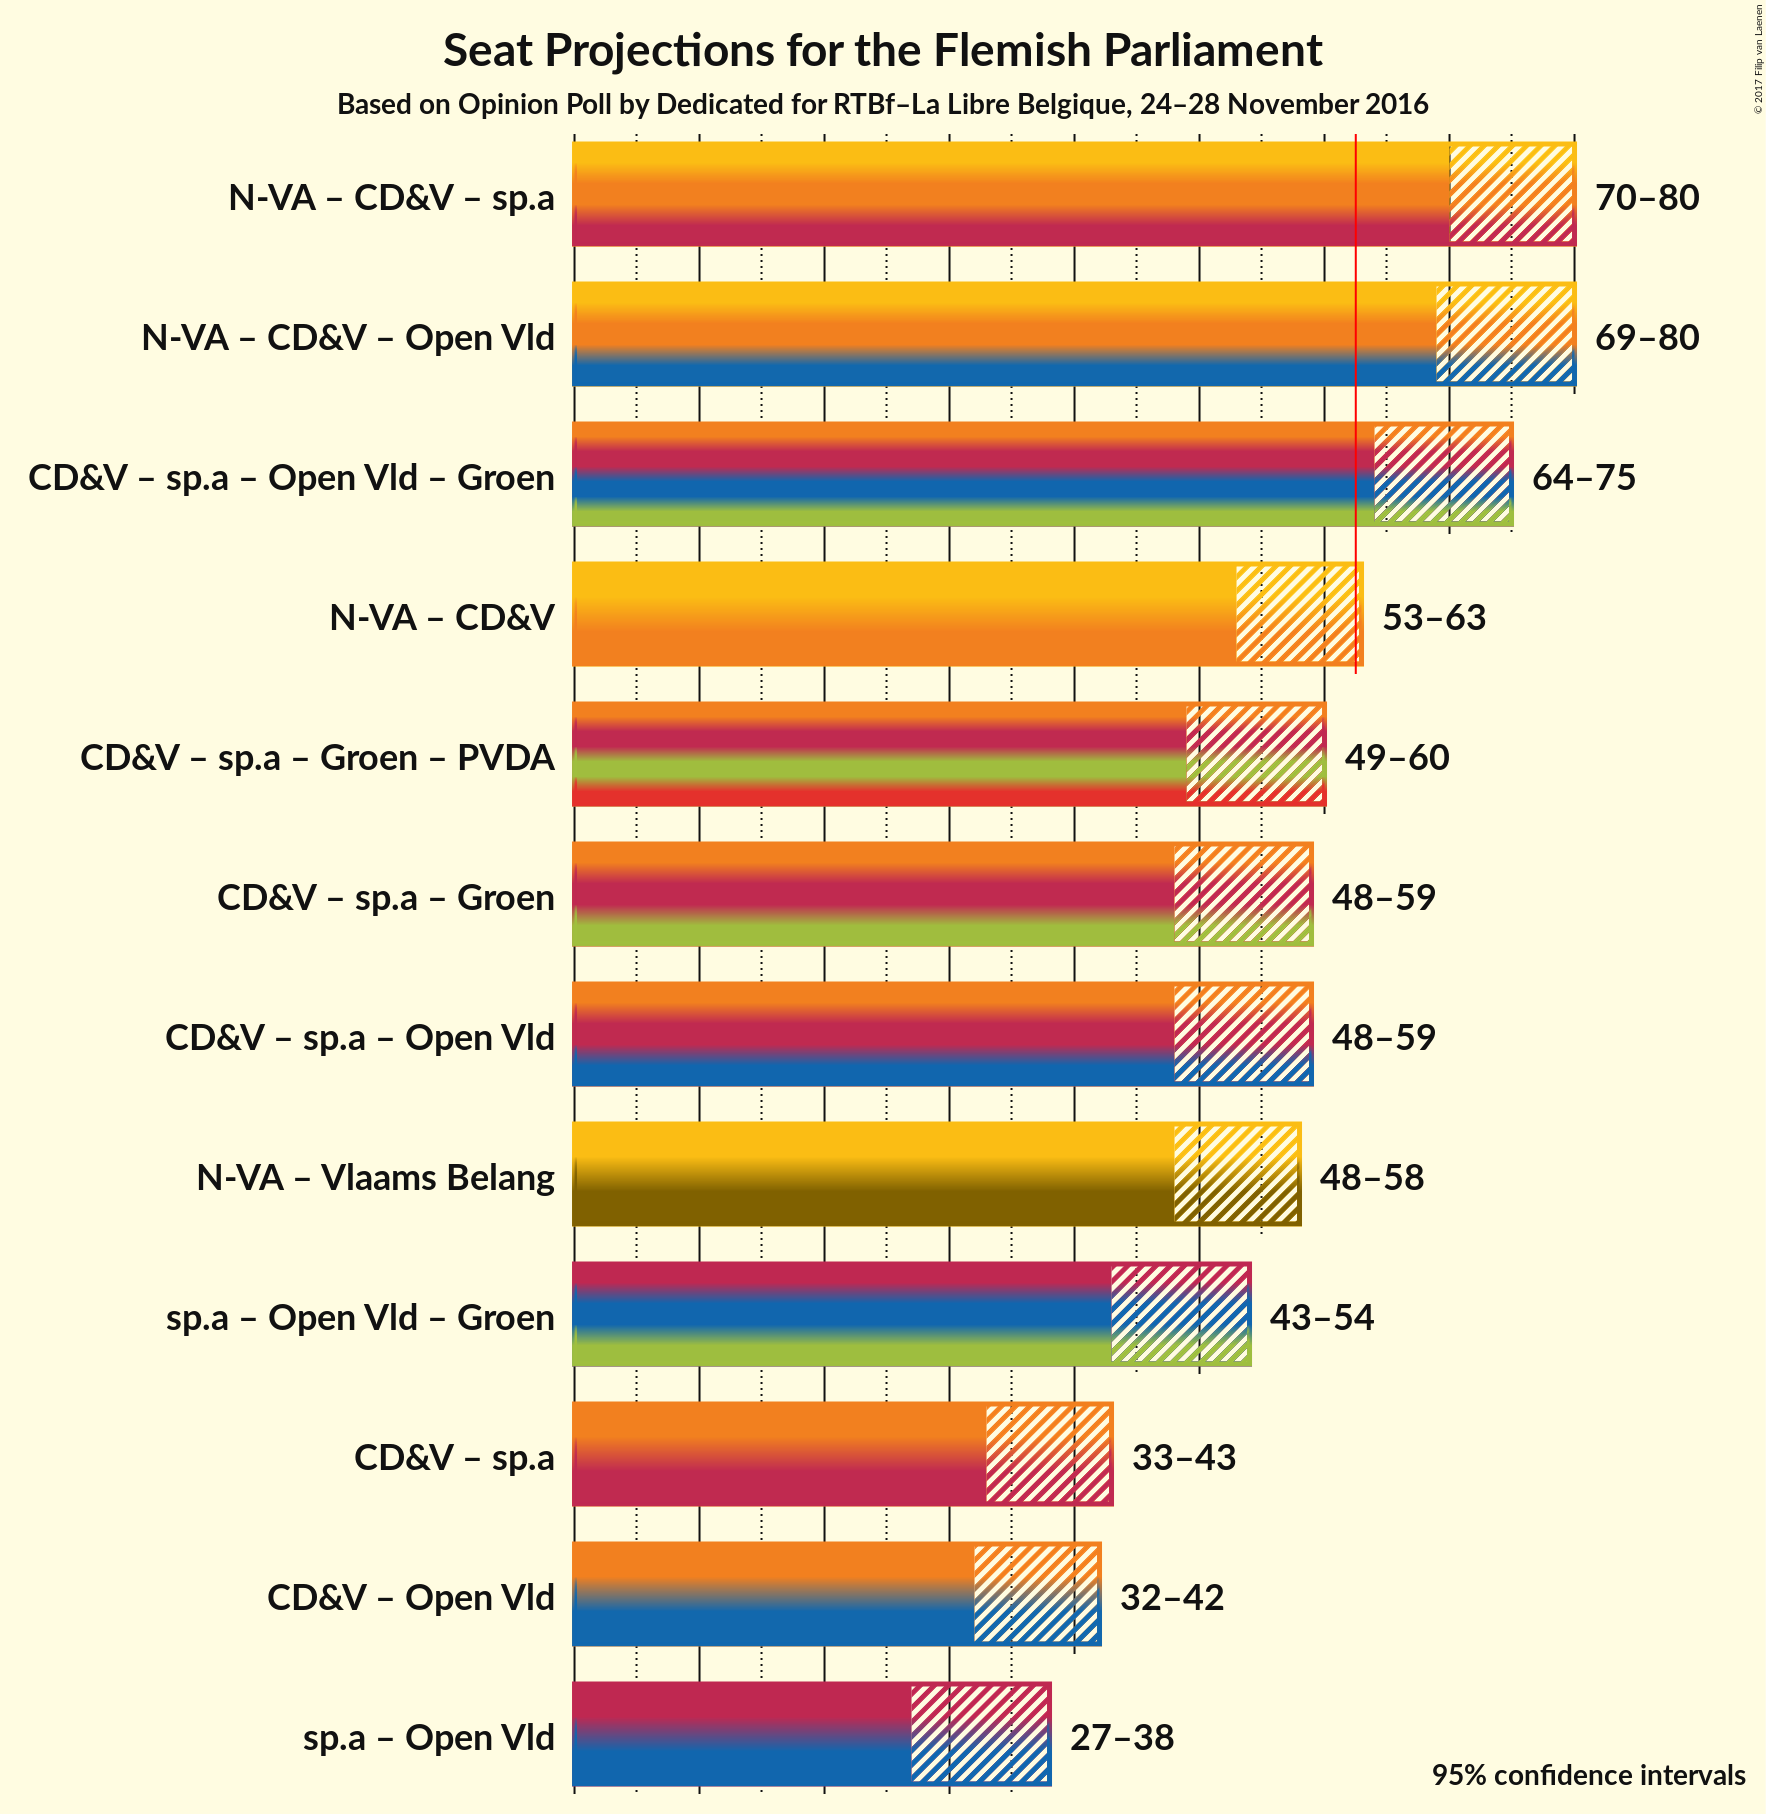 Seat Projections for the Flemish Parliament
Based on Opinion Poll by Dedicated for RTBf–La Libre Belgique, 24–28 November 2016
© 2017 Filip van Laenen
N-VA – CD&V – sp.a 70–80
N-VA – CD&V – Open Vld 69–80
CD&V – sp.a – Open Vld – Groen 64–75
N-VA – CD&V 53–63
CD&V – sp.a – Groen – PVDA 49–60
CD&V – sp.a – Groen 48–59
CD&V – sp.a – Open Vld 48–59
N-VA – Vlaams Belang 48–58
sp.a – Open Vld – Groen 43–54
CD&V – sp.a 33–43
CD&V – Open Vld 32–42
sp.a – Open Vld 27–38
95% confidence intervals